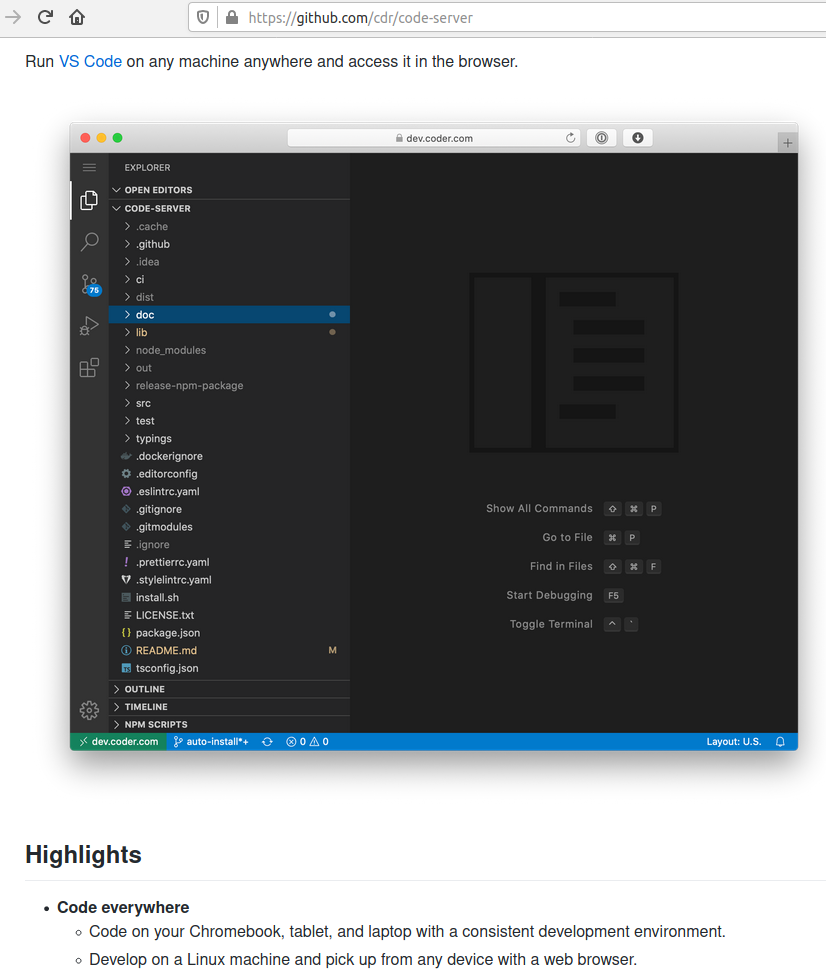 https://github.com/cdr/code-server
Run VS Code on any machine anywhere and access it in the browser.
dev.coder.com
EXPLORER
OPEN EDITORS
CODE-SERVER
.cache
.github
.idea
ci
dist
doc
lib
node_modules
out
release-npm-package
src
test
typings
.dockerignore
.editorconfig
.eslintrc.yaml
.gitignore
.gitmodules
.ignore
.prettierrc.yaml
.stylelintrc.yaml
install.sh
LICENSE.txt
package.json
README.md M
tsconfig.json
OUTLINE
TIMELINE
NPM SCRIPTS
75
Show All Commands ⇧ ⌘ P
Go to File ⌘ P
Find in Files ⇧ ⌘ F
Start Debugging F5
Toggle Terminal ^ `
dev.coder.com auto-install*+ 0 0 Layout: U.S.
Highlights
• Code everywhere
◦ Code on your Chromebook, tablet, and laptop with a consistent development environment.
◦ Develop on a Linux machine and pick up from any device with a web browser.